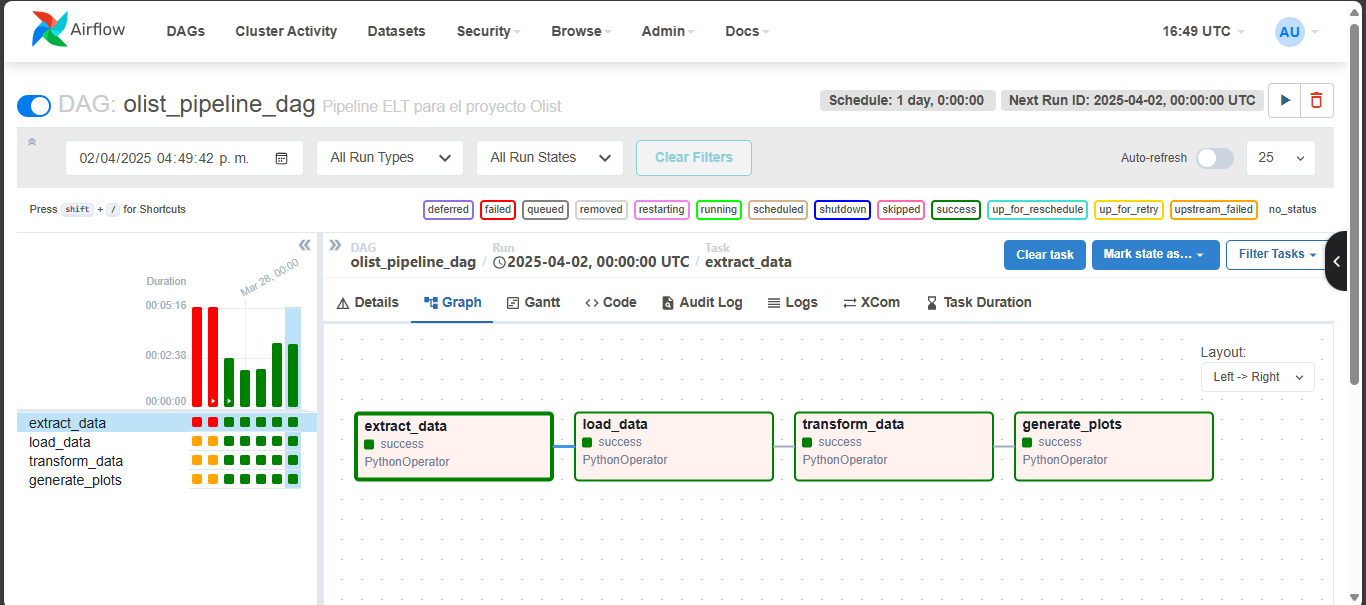 Airflow DAGs Cluster Activity Datasets Security Browse Admin Docs 16:49 UTC AU
DAG: olist_pipeline_dag Pipeline ELT para el proyecto Olist Schedule: 1 day, 0:00:00 Next Run ID: 2025-04-02, 00:00:00 UTC
02/04/2025 04:49:42 p. m. All Run Types All Run States Clear Filters Auto-refresh 25
Press shift + / for Shortcuts deferred failed queued removed restarting running scheduled shutdown skipped success up_for_reschedule up_for_retry upstream_failed no_status
DAG Run Task
olist_pipeline_dag / 2025-04-02, 00:00:00 UTC / extract_data
Clear task Mark state as... Filter Tasks
Details Graph Gantt Code Audit Log Logs XCom Task Duration
Mar 28, 00:00
Duration
00:05:16
00:02:38
00:00:00
extract_data
load_data
transform_data
generate_plots
Layout:
Left -> Right
extract_data
success
PythonOperator
load_data
success
PythonOperator
transform_data
success
PythonOperator
generate_plots
success
PythonOperator